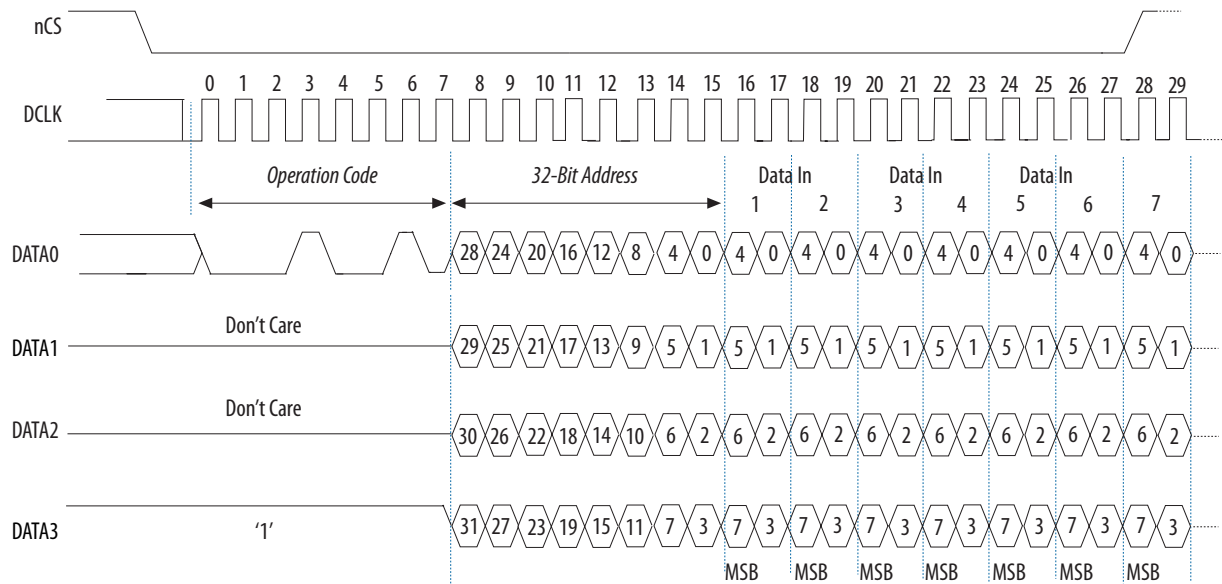 nCS
0 1 2 3 4 5 6 7 8 9 10 11 12 13 14 15 16 17 18 19 20 21 22 23 24 25 26 27 28 29
DCLK
Operation Code 32-Bit Address Data In Data In Data In
1 2 3 4 5 6 7
DATA0 28 24 20 16 12 8 4 0 4 0 4 0 4 0 4 0 4 0 4 0 4 0
Don't Care
DATA1 29 25 21 17 13 9 5 1 5 1 5 1 5 1 5 1 5 1 5 1 5 1
Don't Care
DATA2 30 26 22 18 14 10 6 2 6 2 6 2 6 2 6 2 6 2 6 2 6 2
DATA3 '1' 31 27 23 19 15 11 7 3 7 3 7 3 7 3 7 3 7 3 7 3 7 3
MSB MSB MSB MSB MSB MSB MSB